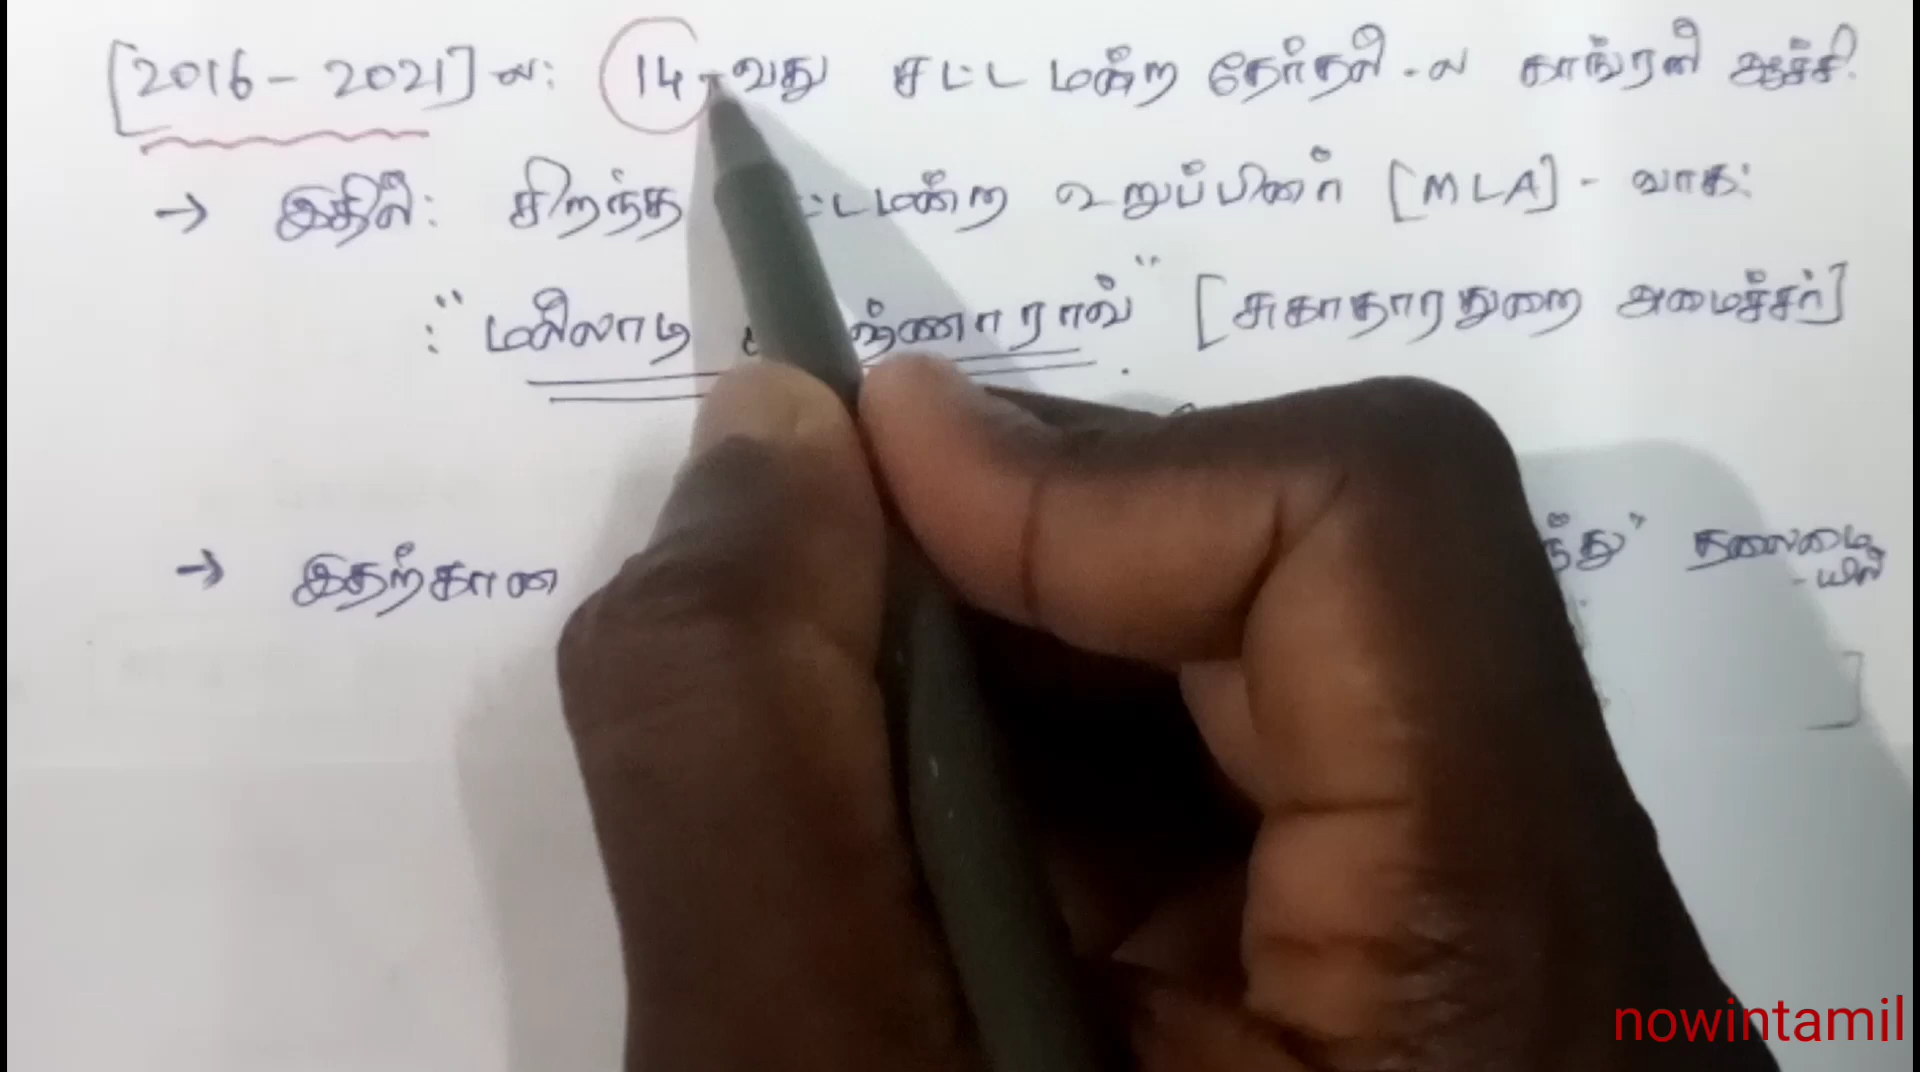 [2016 - 2021] ல: 14 - வது சட்டமன்ற தேர்தல் - ல காங்ரஸ் ஆட்சி.
→ இதில்: சிறந்த ட்டமன்ற உறுப்பினர் [MLA] - வாக:
: "மல்லாடி ஷ்ணாராவ்" [சுகாதாரதுறை அமைச்சர்]
→ இதற்கான ந்து" தலைமை
- யில்
nowintamil